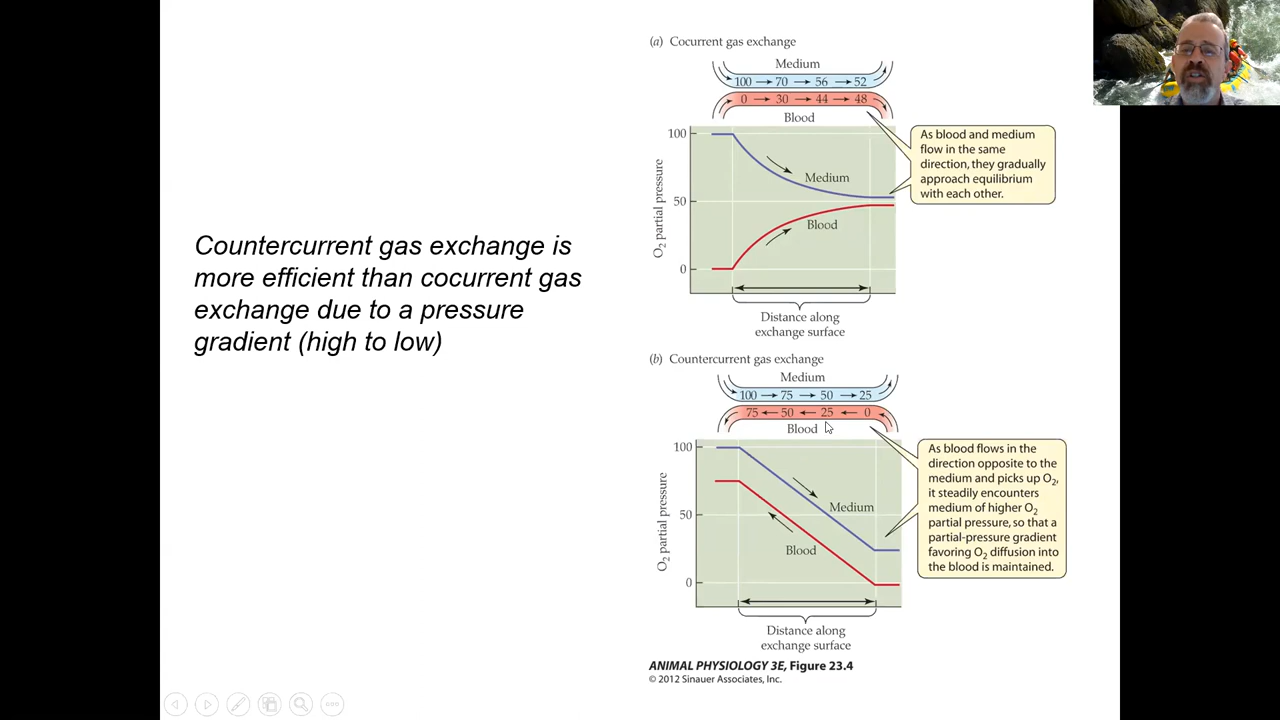 Countercurrent gas exchange is
more efficient than cocurrent gas
exchange due to a pressure
gradient (high to low)
(a) Cocurrent gas exchange
Medium
100 → 70 → 56 → 52
0 → 30 → 44 → 48
Blood
100
50
0
O2 partial pressure
Medium
Blood
Distance along
exchange surface
As blood and medium
flow in the same
direction, they gradually
approach equilibrium
with each other.
(b) Countercurrent gas exchange
Medium
100 → 75 → 50 → 25
75 ← 50 ← 25 ← 0
Blood
100
50
0
O2 partial pressure
Medium
Blood
Distance along
exchange surface
As blood flows in the
direction opposite to the
medium and picks up O2,
it steadily encounters
medium of higher O2
partial pressure, so that a
partial-pressure gradient
favoring O2 diffusion into
the blood is maintained.
ANIMAL PHYSIOLOGY 3E, Figure 23.4
© 2012 Sinauer Associates, Inc.